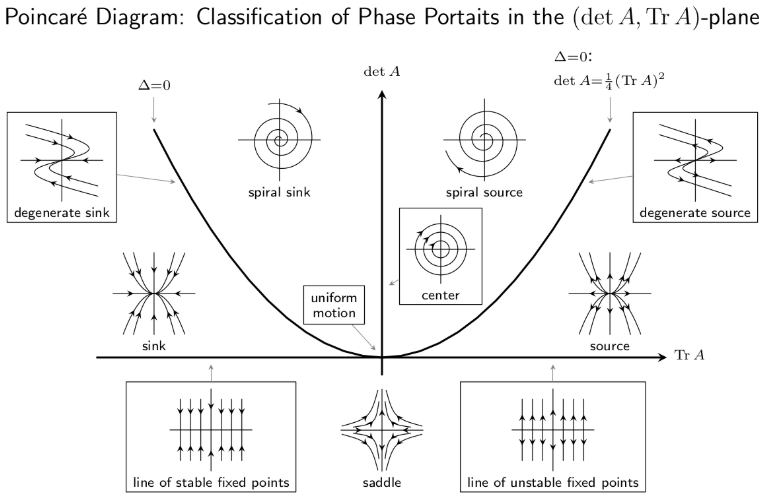 Poincaré Diagram: Classification of Phase Portaits in the (det A, Tr A)-plane
Δ=0
det A
Δ=0:
det A=¼(Tr A)²
degenerate sink
spiral sink
spiral source
degenerate source
center
uniform
motion
sink
source
Tr A
line of stable fixed points
saddle
line of unstable fixed points